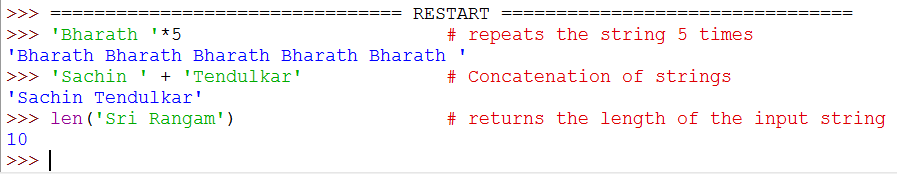 >>> ================================ RESTART ================================
>>> 'Bharath '*5 # repeats the string 5 times
'Bharath Bharath Bharath Bharath Bharath '
>>> 'Sachin ' + 'Tendulkar' # Concatenation of strings
'Sachin Tendulkar'
>>> len('Sri Rangam') # returns the length of the input string
10
>>>